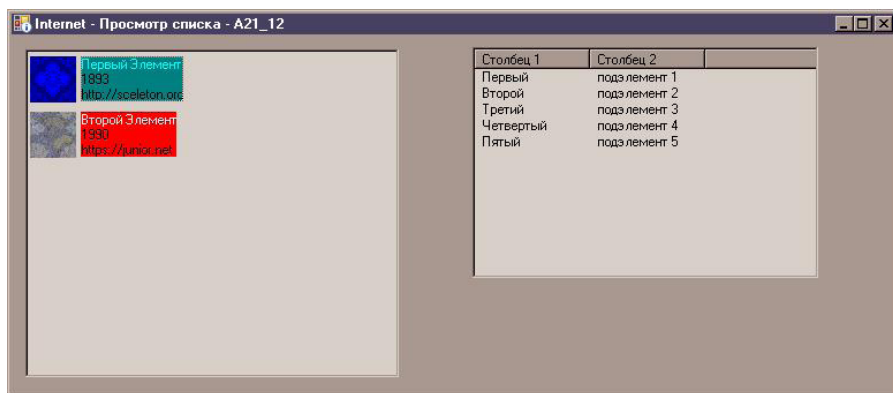 Internet - Просмотр списка - A21_12
Первый Элемент
1893
http://sceleton.org
Второй Элемент
1990
https://junior.net
Столбец 1 Столбец 2
Первый подэлемент 1
Второй подэлемент 2
Третий подэлемент 3
Четвертый подэлемент 4
Пятый подэлемент 5